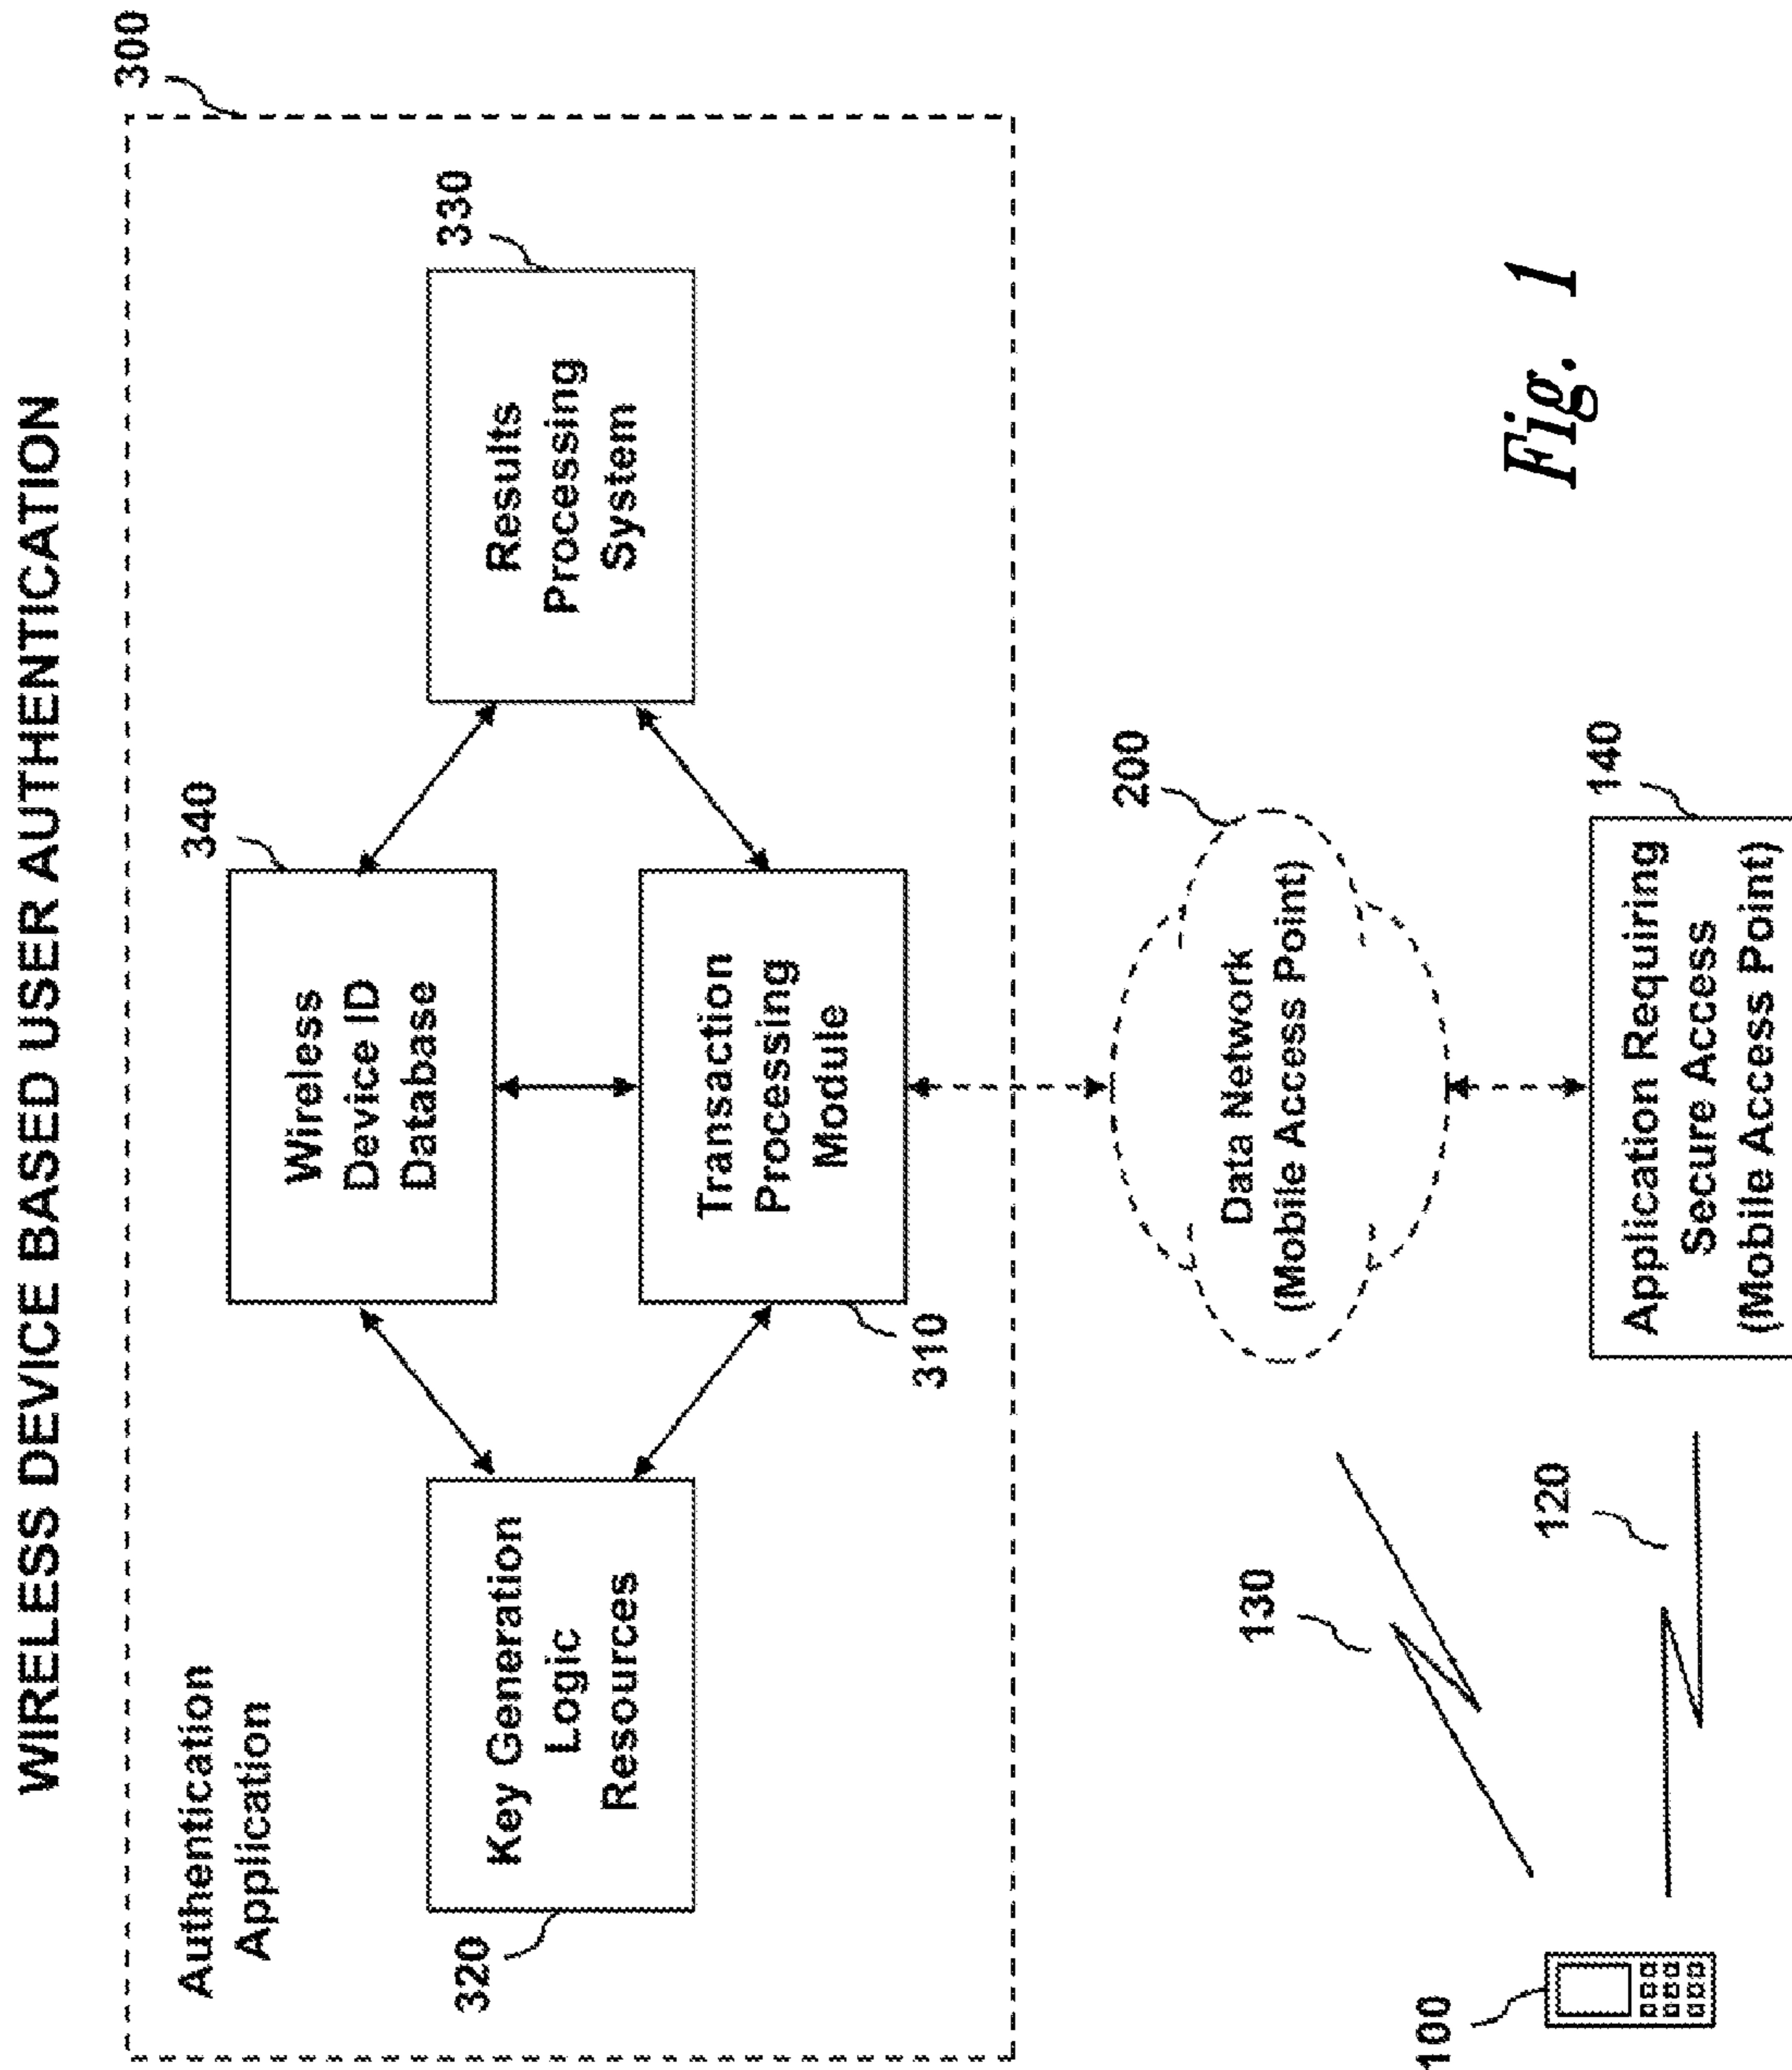 WIRELESS DEVICE BASED USER AUTHENTICATION
300
Authentication
Application
340
Wireless
Device ID
Database
320
Key Generation
Logic
Resources
330
Results
Processing
System
Transaction
Processing
Module
310
200
Data Network
(Mobile Access Point)
130
100
120
140
Application Requiring
Secure Access
(Mobile Access Point)
Fig. 1